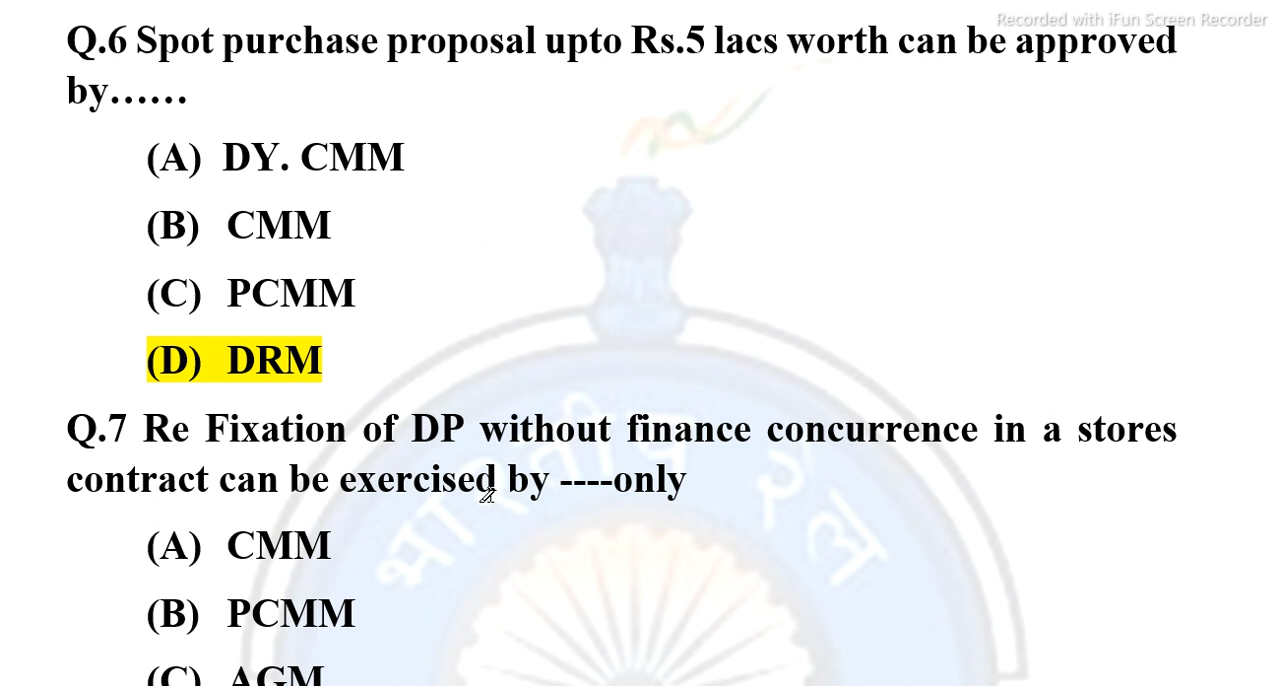 Recorded with iFun Screen Recorder
Q.6 Spot purchase proposal upto Rs.5 lacs worth can be approved
by……
(A) DY. CMM
(B) CMM
(C) PCMM
(D) DRM
Q.7 Re Fixation of DP without finance concurrence in a stores
contract can be exercised by ----only
(A) CMM
(B) PCMM
(C) AGM
भारतीय रेल